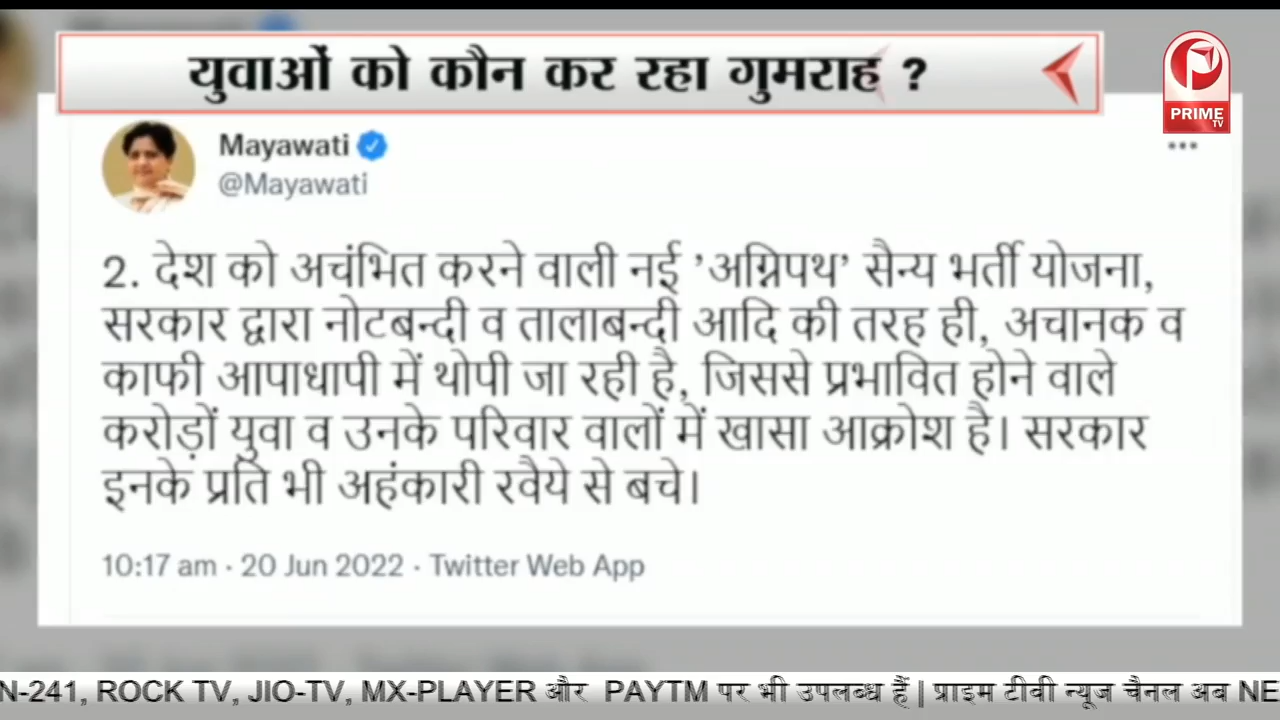 युवाओं को कौन कर रहा गुमराह ?
PRIME
TV
Mayawati
@Mayawati
2. देश को अचंभित करने वाली नई 'अग्निपथ' सैन्य भर्ती योजना,
सरकार द्वारा नोटबन्दी व तालाबन्दी आदि की तरह ही, अचानक व
काफी आपाधापी में थोपी जा रही है, जिससे प्रभावित होने वाले
करोड़ों युवा व उनके परिवार वालों में खासा आक्रोश है। सरकार
इनके प्रति भी अहंकारी रवैये से बचे।
10:17 am · 20 Jun 2022 · Twitter Web App
N-241, ROCK TV, JIO-TV, MX-PLAYER और PAYTM पर भी उपलब्ध हैं | प्राइम टीवी न्यूज चैनल अब NE